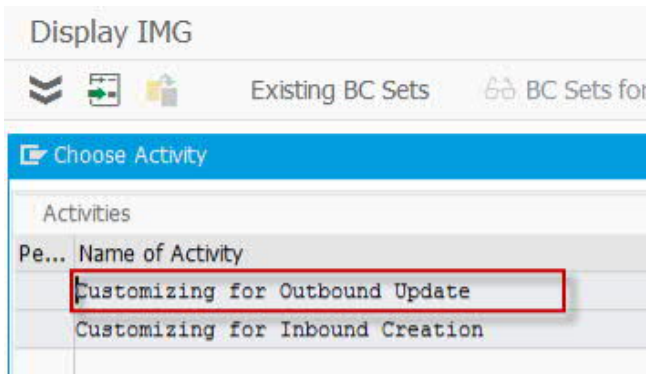 Display IMG
Existing BC Sets BC Sets for
Choose Activity
Activities
Pe... Name of Activity
Customizing for Outbound Update
Customizing for Inbound Creation